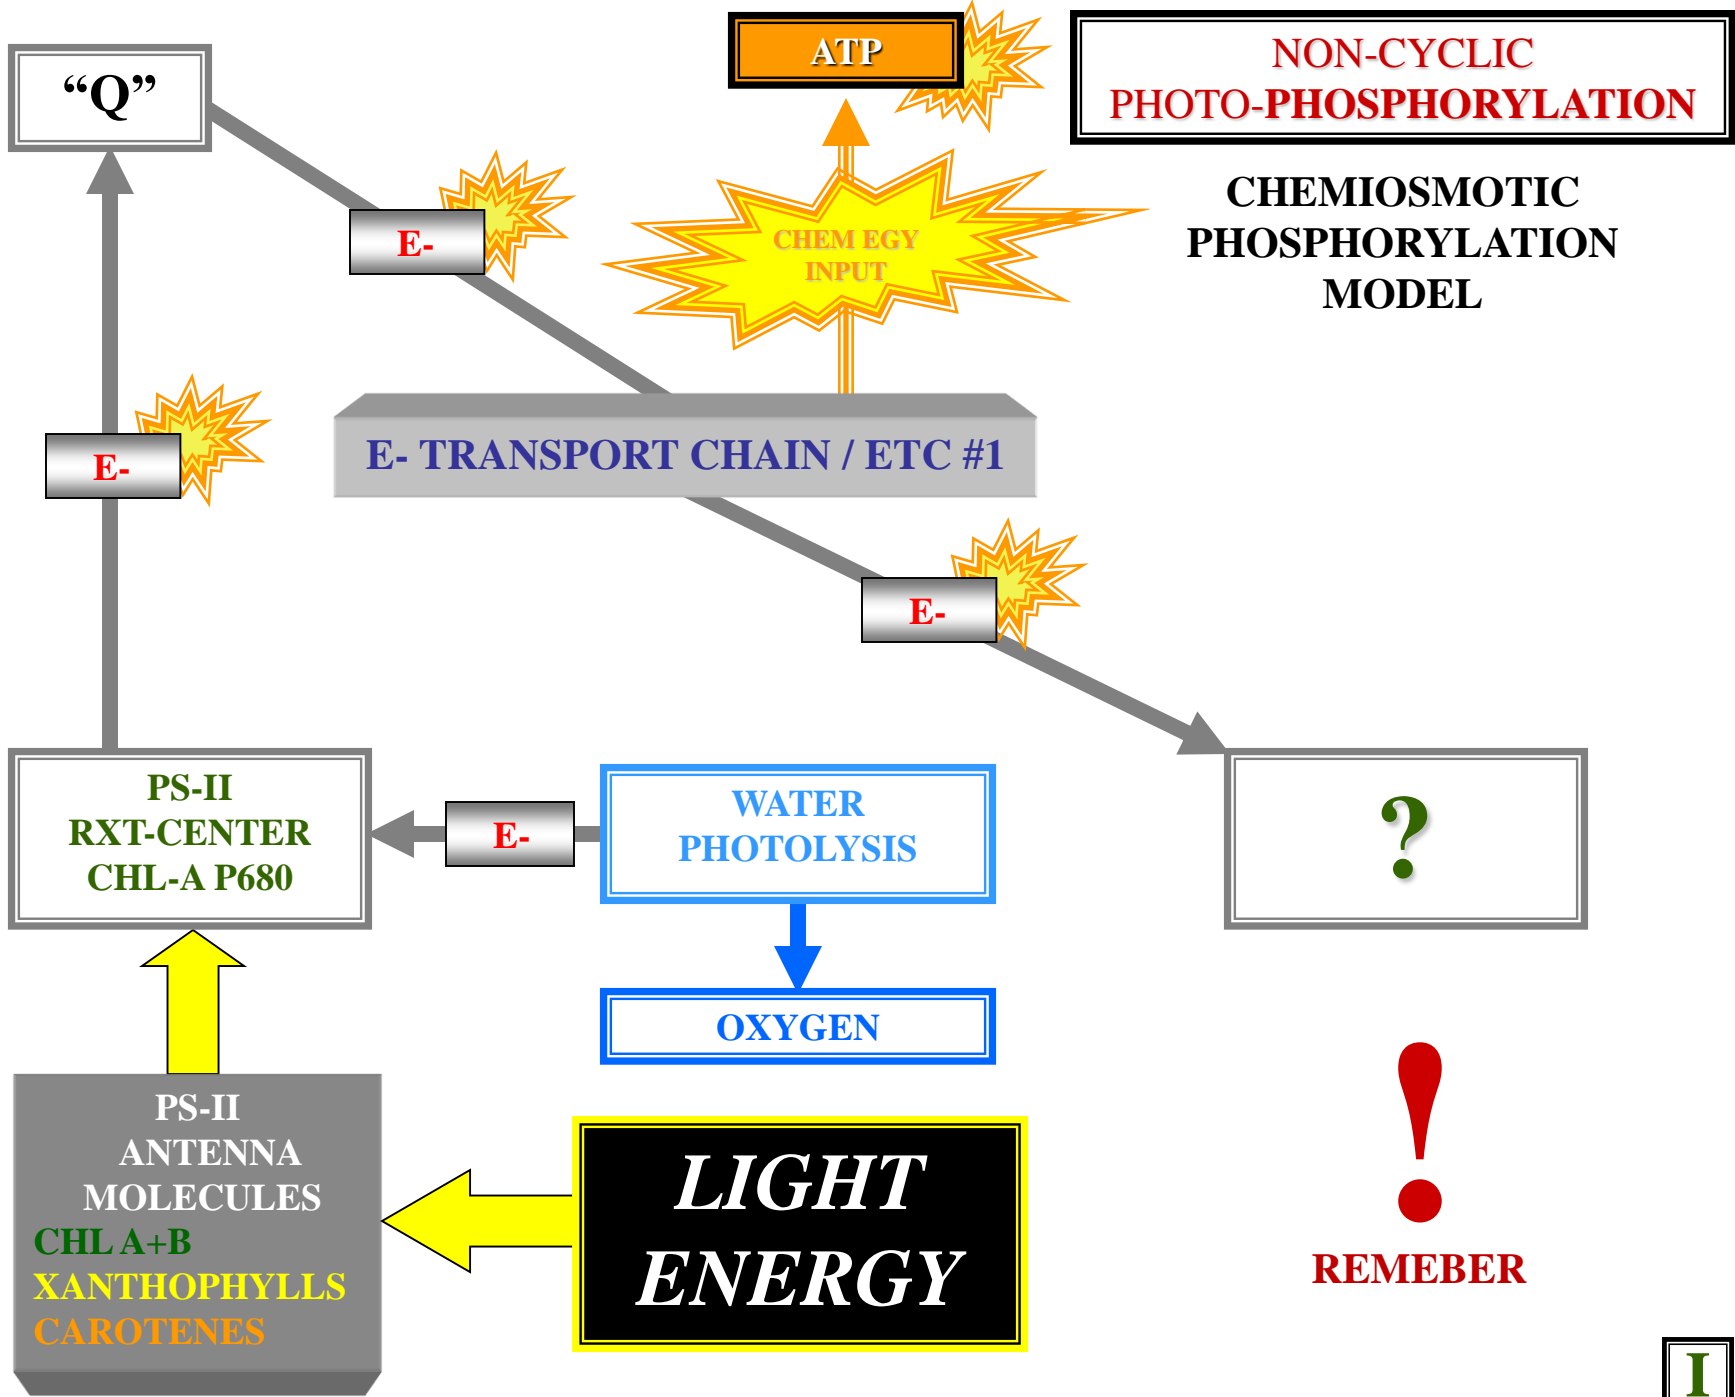 “Q”
ATP
NON-CYCLIC
PHOTO-PHOSPHORYLATION
CHEMIOSMOTIC
PHOSPHORYLATION
MODEL
E-
CHEM EGY
INPUT
E- TRANSPORT CHAIN / ETC #1
E-
E-
PS-II
RXT-CENTER
CHL-A P680
E-
WATER
PHOTOLYSIS
?
OXYGEN
PS-II
ANTENNA
MOLECULES
CHL A+B
XANTHOPHYLLS
CAROTENES
LIGHT
ENERGY
!
REMEBER
I